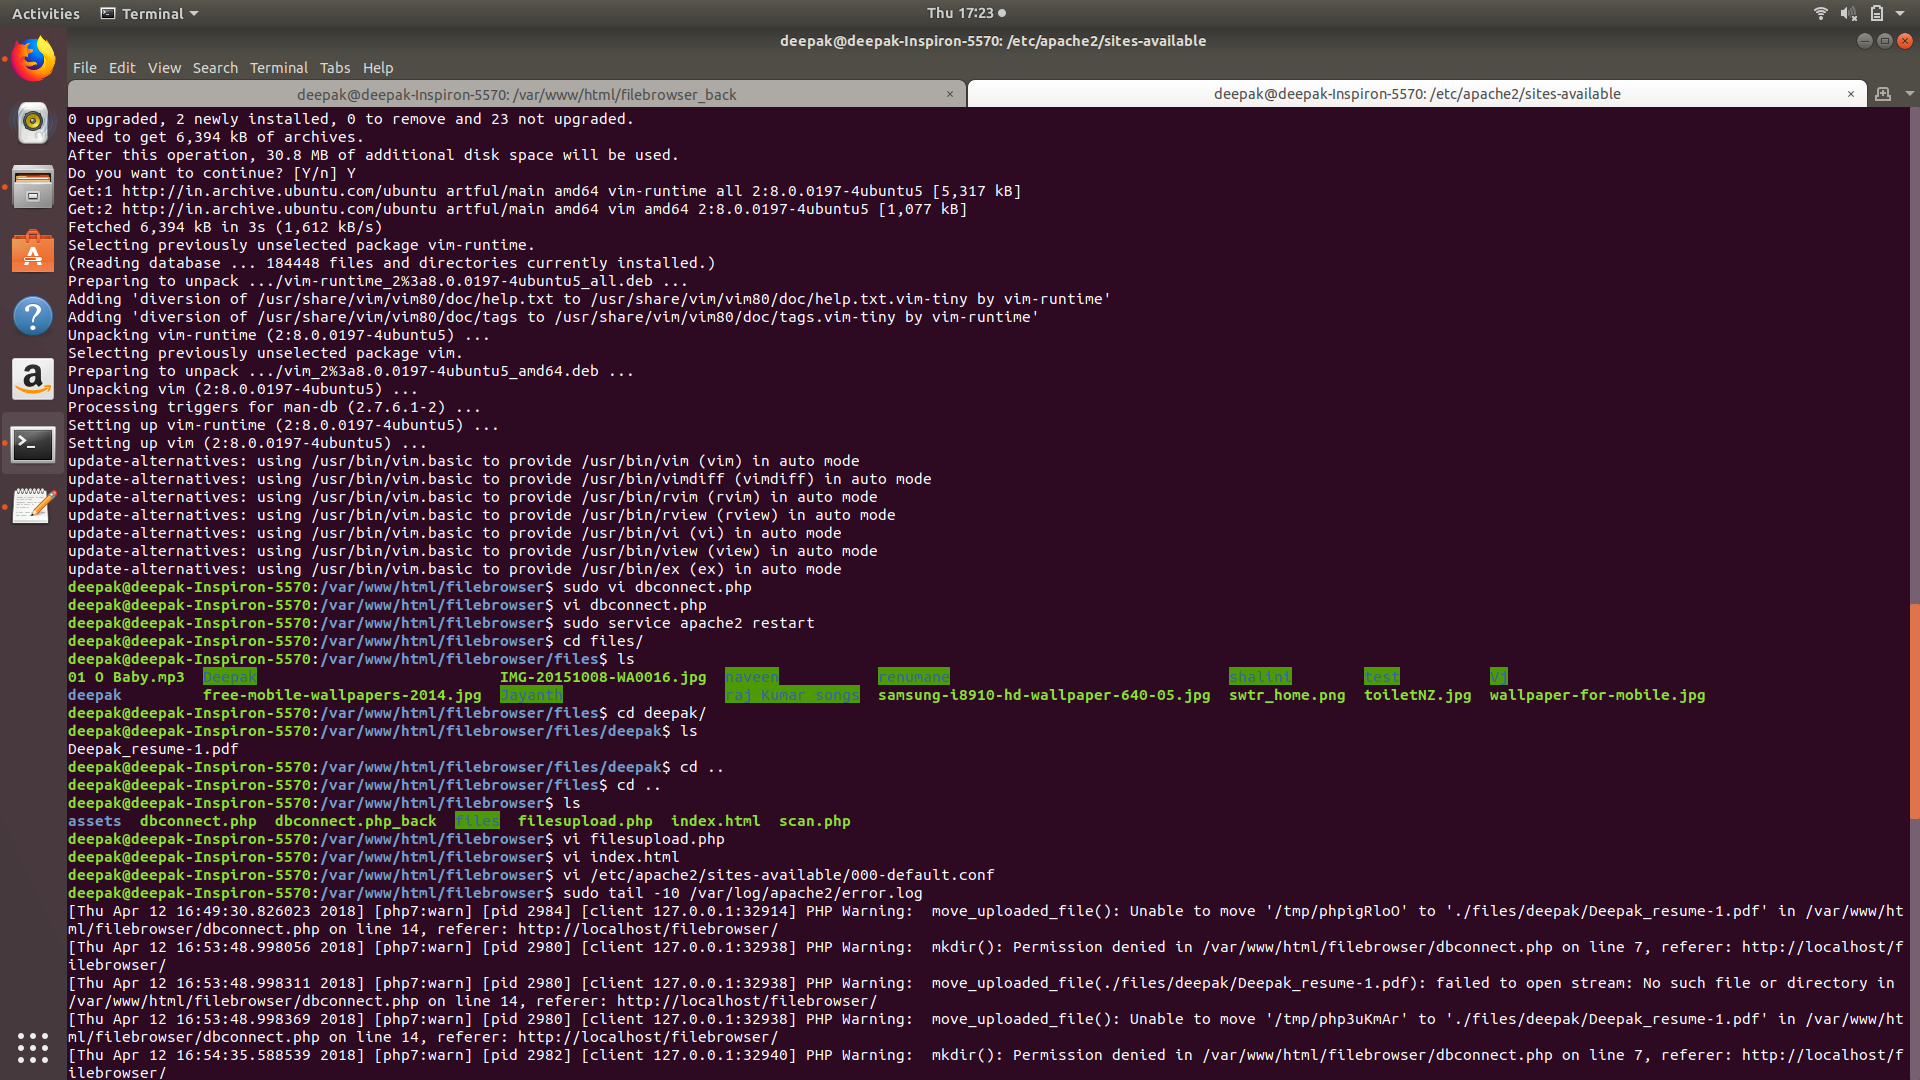 Activities Terminal Thu 17:23
deepak@deepak-Inspiron-5570: /etc/apache2/sites-available
File Edit View Search Terminal Tabs Help
deepak@deepak-Inspiron-5570: /var/www/html/filebrowser_back × deepak@deepak-Inspiron-5570: /etc/apache2/sites-available ×
0 upgraded, 2 newly installed, 0 to remove and 23 not upgraded.
Need to get 6,394 kB of archives.
After this operation, 30.8 MB of additional disk space will be used.
Do you want to continue? [Y/n] Y
Get:1 http://in.archive.ubuntu.com/ubuntu artful/main amd64 vim-runtime all 2:8.0.0197-4ubuntu5 [5,317 kB]
Get:2 http://in.archive.ubuntu.com/ubuntu artful/main amd64 vim amd64 2:8.0.0197-4ubuntu5 [1,077 kB]
Fetched 6,394 kB in 3s (1,612 kB/s)
Selecting previously unselected package vim-runtime.
(Reading database ... 184448 files and directories currently installed.)
Preparing to unpack .../vim-runtime_2%3a8.0.0197-4ubuntu5_all.deb ...
Adding 'diversion of /usr/share/vim/vim80/doc/help.txt to /usr/share/vim/vim80/doc/help.txt.vim-tiny by vim-runtime'
Adding 'diversion of /usr/share/vim/vim80/doc/tags to /usr/share/vim/vim80/doc/tags.vim-tiny by vim-runtime'
Unpacking vim-runtime (2:8.0.0197-4ubuntu5) ...
Selecting previously unselected package vim.
Preparing to unpack .../vim_2%3a8.0.0197-4ubuntu5_amd64.deb ...
Unpacking vim (2:8.0.0197-4ubuntu5) ...
Processing triggers for man-db (2.7.6.1-2) ...
Setting up vim-runtime (2:8.0.0197-4ubuntu5) ...
Setting up vim (2:8.0.0197-4ubuntu5) ...
update-alternatives: using /usr/bin/vim.basic to provide /usr/bin/vim (vim) in auto mode
update-alternatives: using /usr/bin/vim.basic to provide /usr/bin/vimdiff (vimdiff) in auto mode
update-alternatives: using /usr/bin/vim.basic to provide /usr/bin/rvim (rvim) in auto mode
update-alternatives: using /usr/bin/vim.basic to provide /usr/bin/rview (rview) in auto mode
update-alternatives: using /usr/bin/vim.basic to provide /usr/bin/vi (vi) in auto mode
update-alternatives: using /usr/bin/vim.basic to provide /usr/bin/view (view) in auto mode
update-alternatives: using /usr/bin/vim.basic to provide /usr/bin/ex (ex) in auto mode
deepak@deepak-Inspiron-5570:/var/www/html/filebrowser$ sudo vi dbconnect.php
deepak@deepak-Inspiron-5570:/var/www/html/filebrowser$ vi dbconnect.php
deepak@deepak-Inspiron-5570:/var/www/html/filebrowser$ sudo service apache2 restart
deepak@deepak-Inspiron-5570:/var/www/html/filebrowser$ cd files/
deepak@deepak-Inspiron-5570:/var/www/html/filebrowser/files$ ls
01 O Baby.mp3 Deepak IMG-20151008-WA0016.jpg naveen renumane shalini test Vj
deepak free-mobile-wallpapers-2014.jpg Jayanth raj Kumar songs samsung-i8910-hd-wallpaper-640-05.jpg swtr_home.png toiletNZ.jpg wallpaper-for-mobile.jpg
deepak@deepak-Inspiron-5570:/var/www/html/filebrowser/files$ cd deepak/
deepak@deepak-Inspiron-5570:/var/www/html/filebrowser/files/deepak$ ls
Deepak_resume-1.pdf
deepak@deepak-Inspiron-5570:/var/www/html/filebrowser/files/deepak$ cd ..
deepak@deepak-Inspiron-5570:/var/www/html/filebrowser/files$ cd ..
deepak@deepak-Inspiron-5570:/var/www/html/filebrowser$ ls
assets dbconnect.php dbconnect.php_back files filesupload.php index.html scan.php
deepak@deepak-Inspiron-5570:/var/www/html/filebrowser$ vi filesupload.php
deepak@deepak-Inspiron-5570:/var/www/html/filebrowser$ vi index.html
deepak@deepak-Inspiron-5570:/var/www/html/filebrowser$ vi /etc/apache2/sites-available/000-default.conf
deepak@deepak-Inspiron-5570:/var/www/html/filebrowser$ sudo tail -10 /var/log/apache2/error.log
[Thu Apr 12 16:49:30.826023 2018] [php7:warn] [pid 2984] [client 127.0.0.1:32914] PHP Warning:  move_uploaded_file(): Unable to move '/tmp/phpigRloO' to './files/deepak/Deepak_resume-1.pdf' in /var/www/ht
ml/filebrowser/dbconnect.php on line 14, referer: http://localhost/filebrowser/
[Thu Apr 12 16:53:48.998056 2018] [php7:warn] [pid 2980] [client 127.0.0.1:32938] PHP Warning:  mkdir(): Permission denied in /var/www/html/filebrowser/dbconnect.php on line 7, referer: http://localhost/f
ilebrowser/
[Thu Apr 12 16:53:48.998311 2018] [php7:warn] [pid 2980] [client 127.0.0.1:32938] PHP Warning:  move_uploaded_file(./files/deepak/Deepak_resume-1.pdf): failed to open stream: No such file or directory in
/var/www/html/filebrowser/dbconnect.php on line 14, referer: http://localhost/filebrowser/
[Thu Apr 12 16:53:48.998369 2018] [php7:warn] [pid 2980] [client 127.0.0.1:32938] PHP Warning:  move_uploaded_file(): Unable to move '/tmp/php3uKmAr' to './files/deepak/Deepak_resume-1.pdf' in /var/www/ht
ml/filebrowser/dbconnect.php on line 14, referer: http://localhost/filebrowser/
[Thu Apr 12 16:54:35.588539 2018] [php7:warn] [pid 2982] [client 127.0.0.1:32940] PHP Warning:  mkdir(): Permission denied in /var/www/html/filebrowser/dbconnect.php on line 7, referer: http://localhost/f
ilebrowser/